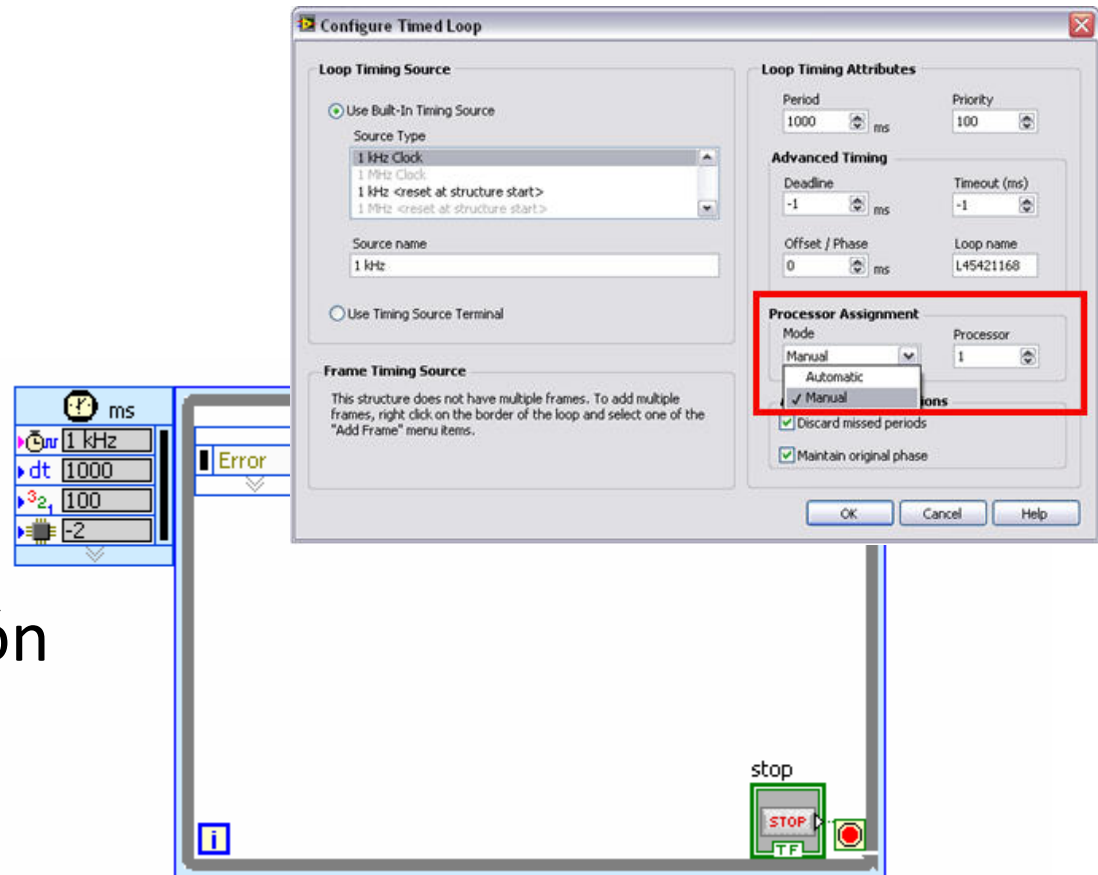 Configure Timed Loop
Loop Timing Source
Use Built-In Timing Source
Source Type
1 kHz Clock
1 MHz Clock
1 kHz <reset at structure start>
1 MHz <reset at structure start>
Source name
1 kHz
Use Timing Source Terminal
Frame Timing Source
This structure does not have multiple frames. To add multiple
frames, right click on the border of the loop and select one of the
"Add Frame" menu items.
Loop Timing Attributes
Period Priority
1000 ms 100
Advanced Timing
Deadline Timeout (ms)
-1 ms -1
Offset / Phase Loop name
0 ms L45421168
Processor Assignment
Mode Processor
Manual 1
Automatic
✓ Manual
Discard missed periods
Maintain original phase
OK Cancel Help
ms
1 kHz
dt 1000
321 100
-2
Error
ón
stop
STOP
TF
i